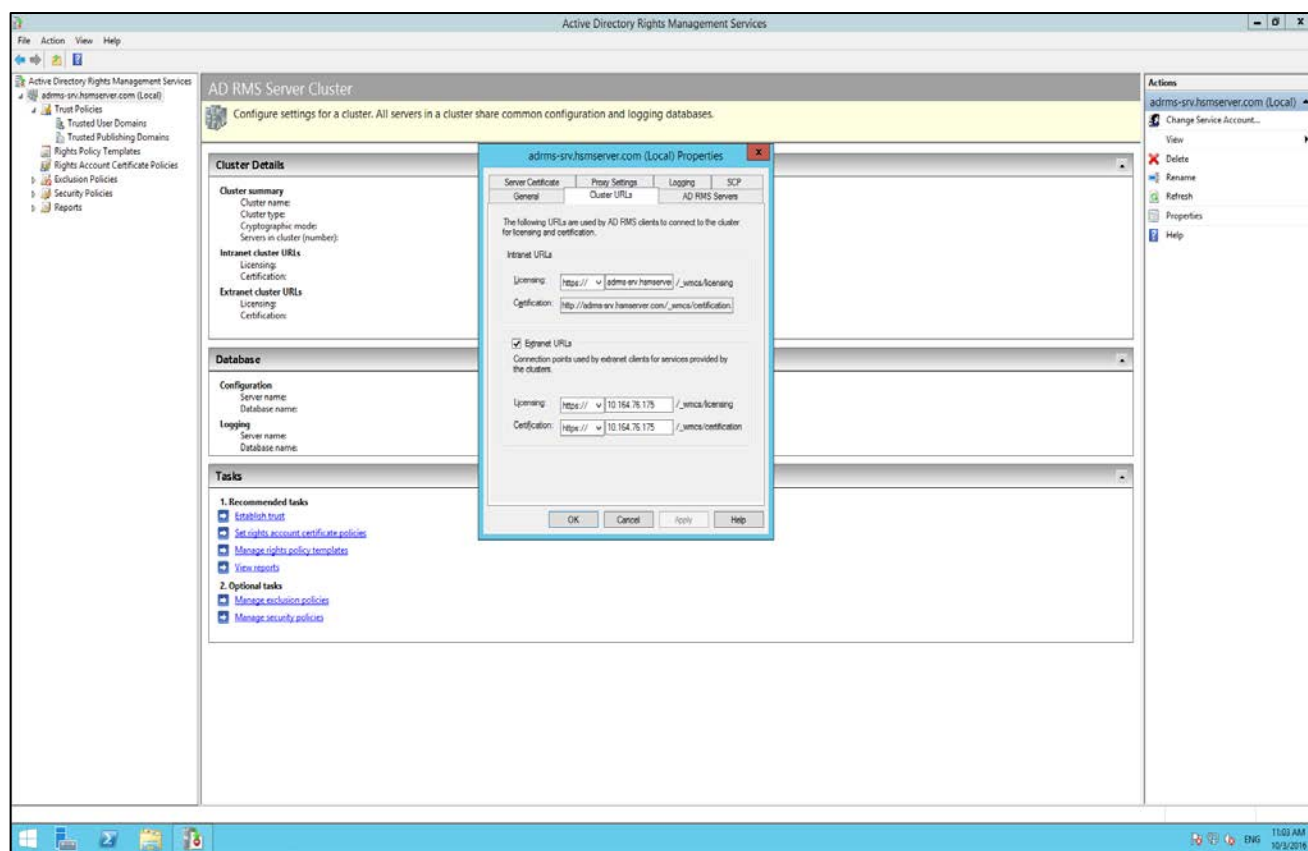 Active Directory Rights Management Services
File Action View Help
Active Directory Rights Management Services
adrms-srv.hsmserver.com (Local)
Trust Policies
Trusted User Domains
Trusted Publishing Domains
Rights Policy Templates
Rights Account Certificate Policies
Exclusion Policies
Security Policies
Reports
AD RMS Server Cluster
Configure settings for a cluster. All servers in a cluster share common configuration and logging databases.
Cluster Details
Cluster summary
Cluster name:
Cluster type:
Cryptographic mode:
Servers in cluster (number):
Intranet cluster URLs
Licensing:
Certification:
Extranet cluster URLs
Licensing:
Certification:
Database
Configuration
Server name:
Database name:
Logging
Server name:
Database name:
Tasks
1. Recommended tasks
Establish trust
Set rights account certificate policies
Manage rights policy templates
View reports
2. Optional tasks
Manage exclusion policies
Manage security policies
adrms-srv.hsmserver.com (Local) Properties
x
Server Certificate Proxy Settings Logging SCP
General Cluster URLs AD RMS Servers
The following URLs are used by AD RMS clients to connect to the cluster
for licensing and certification.
Intranet URLs
Licensing: https:// adrms-srv.hsmserve /_wmcs/licensing
Certification: http://adrms-srv.hsmserver.com/_wmcs/certification.
Extranet URLs
Connection points used by extranet clients for services provided by
the clusters.
Licensing: https:// 10.164.76.175 /_wmcs/licensing
Certification: https:// 10.164.76.175 /_wmcs/certification
OK Cancel Apply Help
Actions
adrms-srv.hsmserver.com (Local)
Change Service Account...
View
Delete
Rename
Refresh
Properties
Help
ENG 11:03 AM
10/3/2016